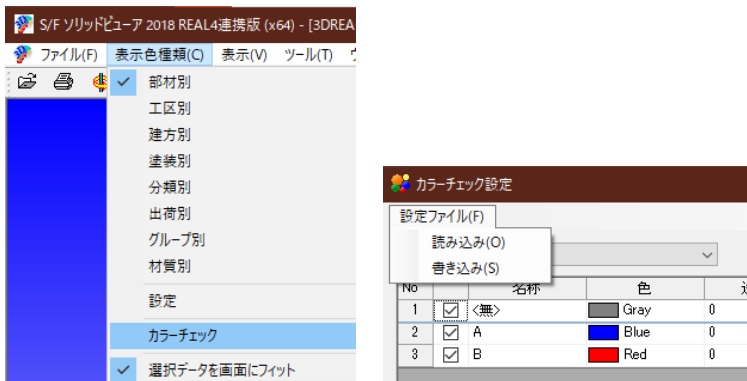 S/F ソリッドビューア 2018 REAL4連携版 (x64) - [3DREA
ファイル(F) 表示色種類(C) 表示(V) ツール(T)
部材別
工区別
建方別
塗装別
分類別
出荷別
グループ別
材質別
設定
カラーチェック
選択データを画面にフィット
カラーチェック設定
設定ファイル(F)
読み込み(O)
書き込み(S)
No 名称 色
1 <無> Gray 0
2 A Blue 0
3 B Red 0